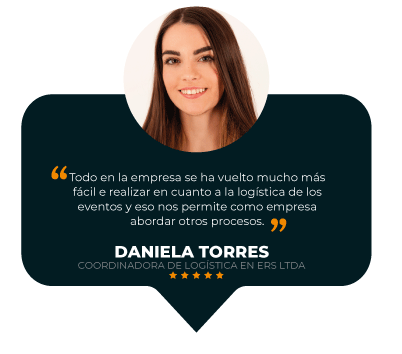 “Todo en la empresa se ha vuelto mucho más
fácil e realizar en cuanto a la logística de los
eventos y eso nos permite como empresa
abordar otros procesos. ”
DANIELA TORRES
COORDINADORA DE LOGÍSTICA EN ERS LTDA